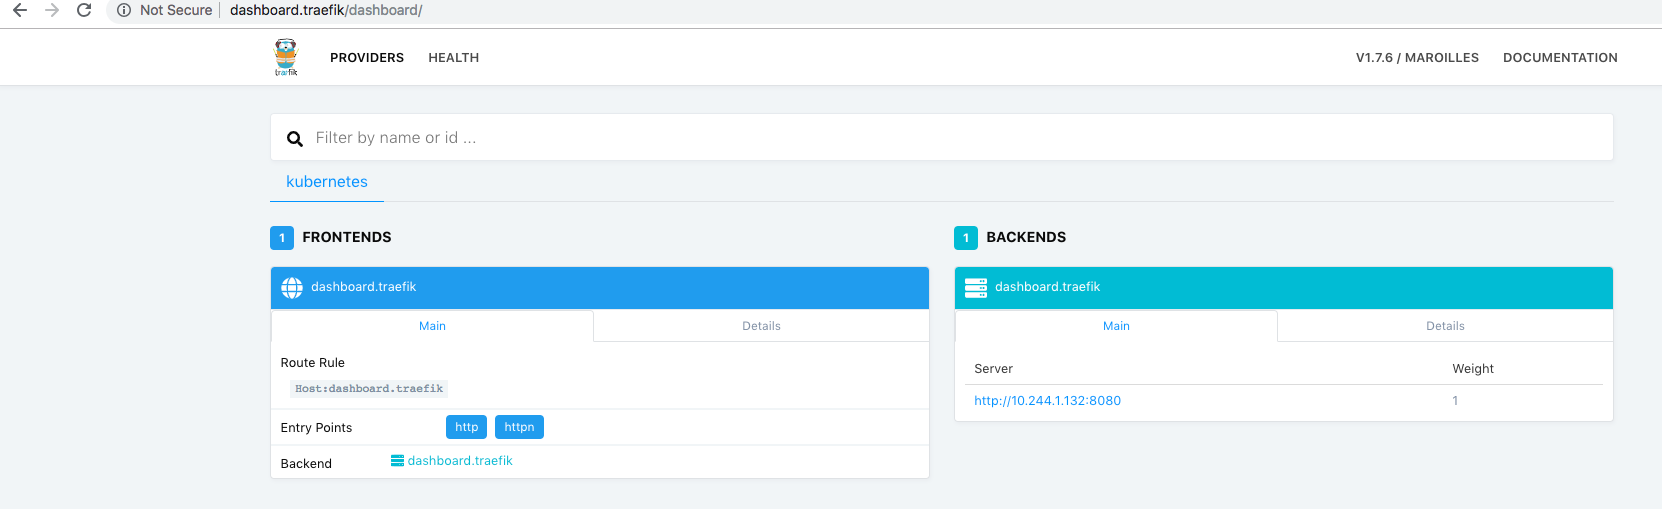 Not Secure | dashboard.traefik/dashboard/
træfik PROVIDERS HEALTH V1.7.6 / MAROILLES DOCUMENTATION
Filter by name or id ...
kubernetes
1 FRONTENDS
dashboard.traefik
Main Details
Route Rule
Host:dashboard.traefik
Entry Points http httpn
Backend dashboard.traefik
1 BACKENDS
dashboard.traefik
Main Details
Server Weight
http://10.244.1.132:8080 1